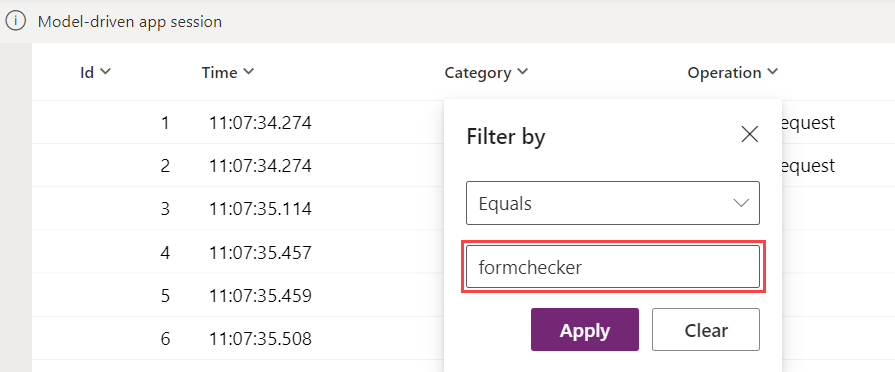 Model-driven app session
Id Time Category Operation
1 11:07:34.274 equest
2 11:07:34.274 equest
3 11:07:35.114
4 11:07:35.457
5 11:07:35.459
6 11:07:35.508
Filter by
Equals
formchecker
Apply Clear